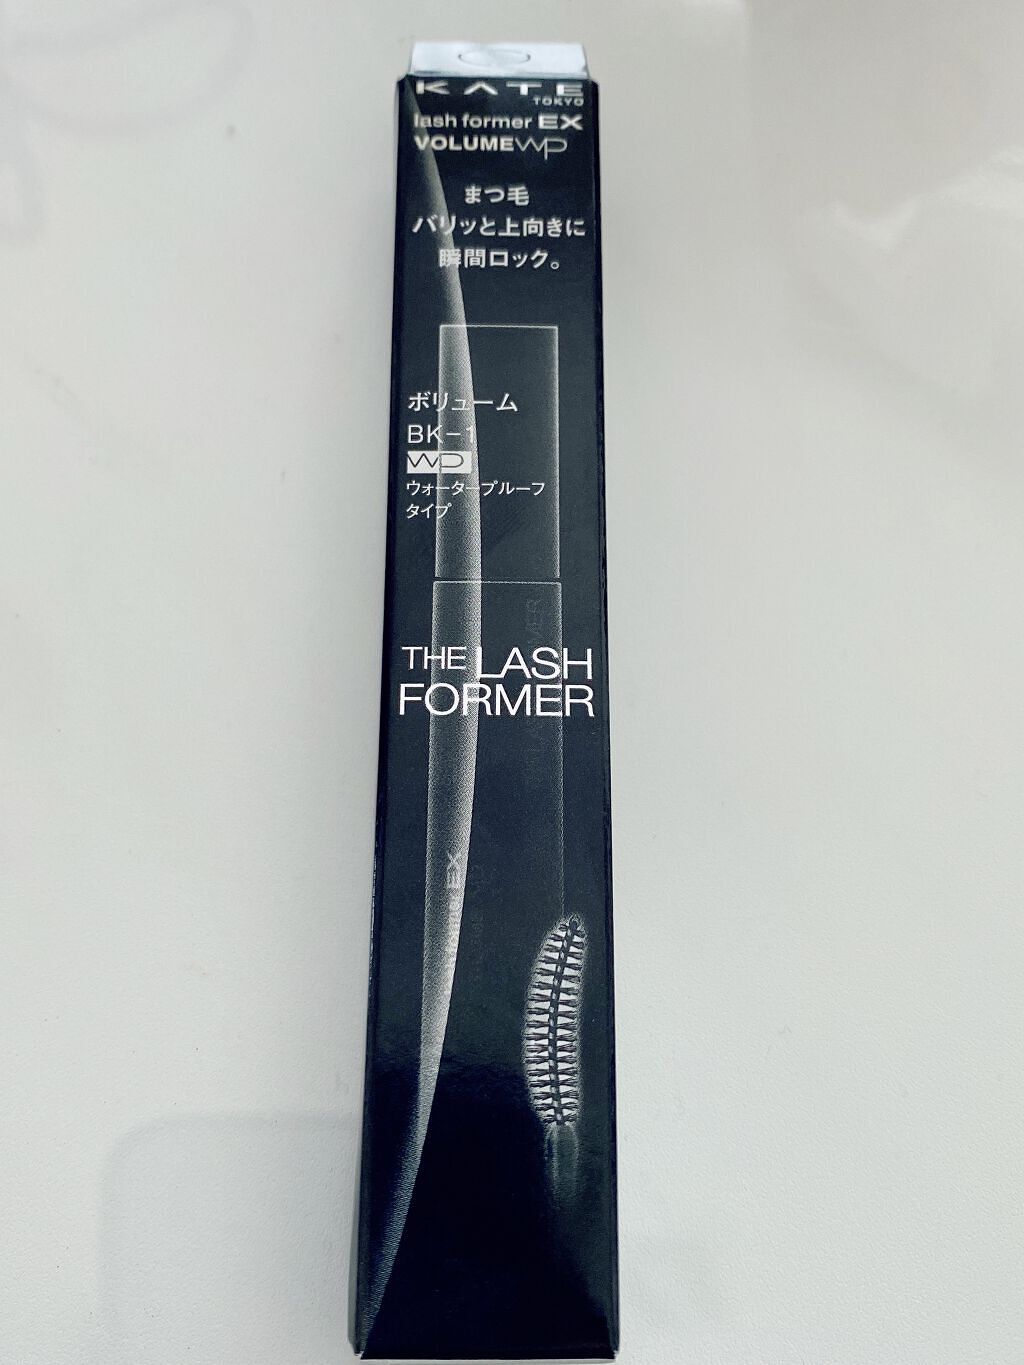 KATE
TOKYO
lash former EX
VOLUME WP
まつ毛
バリッと上向きに
瞬間ロック。
ボリューム
BK-1
WP
ウォータープルーフ
タイプ
THE LASH
FORMER
EX